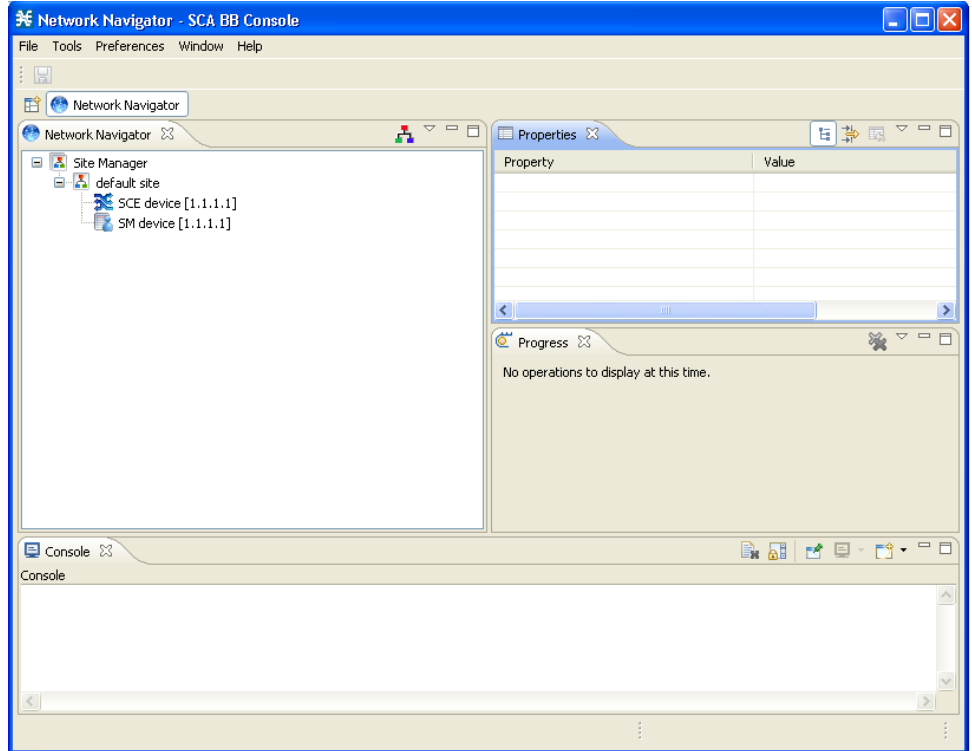 Network Navigator - SCA BB Console
File Tools Preferences Window Help
Network Navigator
Network Navigator
Site Manager
default site
SCE device [1.1.1.1]
SM device [1.1.1.1]
Properties
Property Value
Progress
No operations to display at this time.
Console
Console